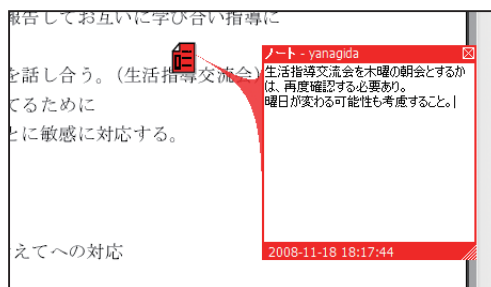 報告してお互いに学び合い指導に
を話し合う。(生活指導交流会)
てるために
とに敏感に対応する。
えてへの対応
ノート - yanagida
生活指導交流会を木曜の朝会とするか
は、再度確認する必要あり。
曜日が変わる可能性も考慮すること。
2008-11-18 18:17:44